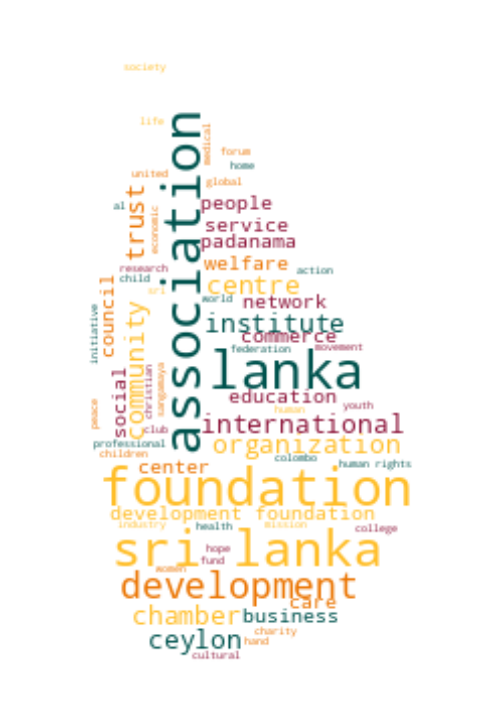 society
life
association
medical
forum
home
united
global
al
trust
economic
people
service
padanama
welfare
research
action
child
centre
sri
council
world
network
community
initiative
institute
commerce
federation
movement
lanka
social
christian
sangamaya
education
peace
human
youth
international
club
professional
organization
children
colombo
center
human rights
foundation
development foundation
industry
health
mission
college
sri lanka
hope
fund
women
development
care
chamber
business
ceylon
charity
hand
cultural